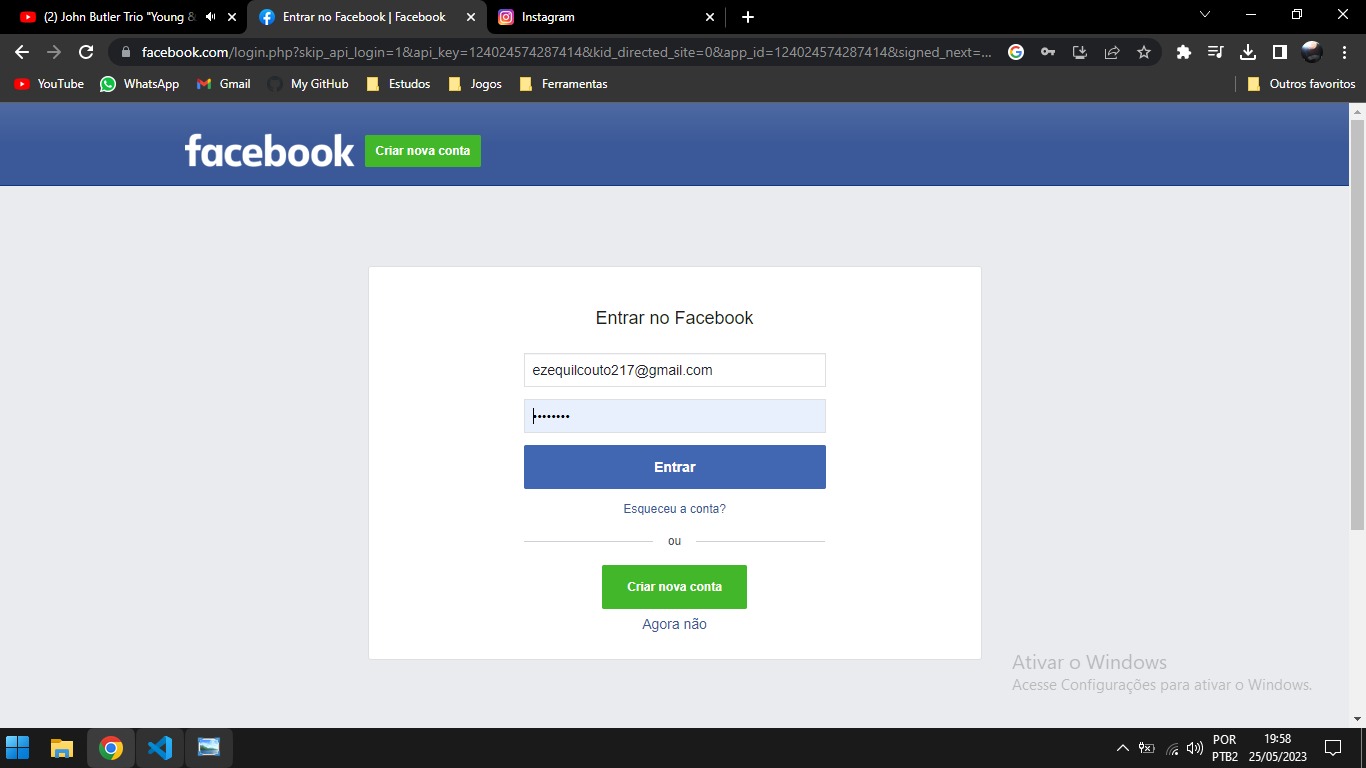 (2) John Butler Trio "Young &
Entrar no Facebook | Facebook
Instagram
facebook.com/login.php?skip_api_login=1&api_key=124024574287414&kid_directed_site=0&app_id=124024574287414&signed_next=...
YouTube
WhatsApp
Gmail
My GitHub
Estudos
Jogos
Ferramentas
Outros favoritos
facebook
Criar nova conta
Entrar no Facebook
ezequilcouto217@gmail.com
••••••••
Entrar
Esqueceu a conta?
ou
Criar nova conta
Agora não
Ativar o Windows
Acesse Configurações para ativar o Windows.
POR
PTB2
19:58
25/05/2023